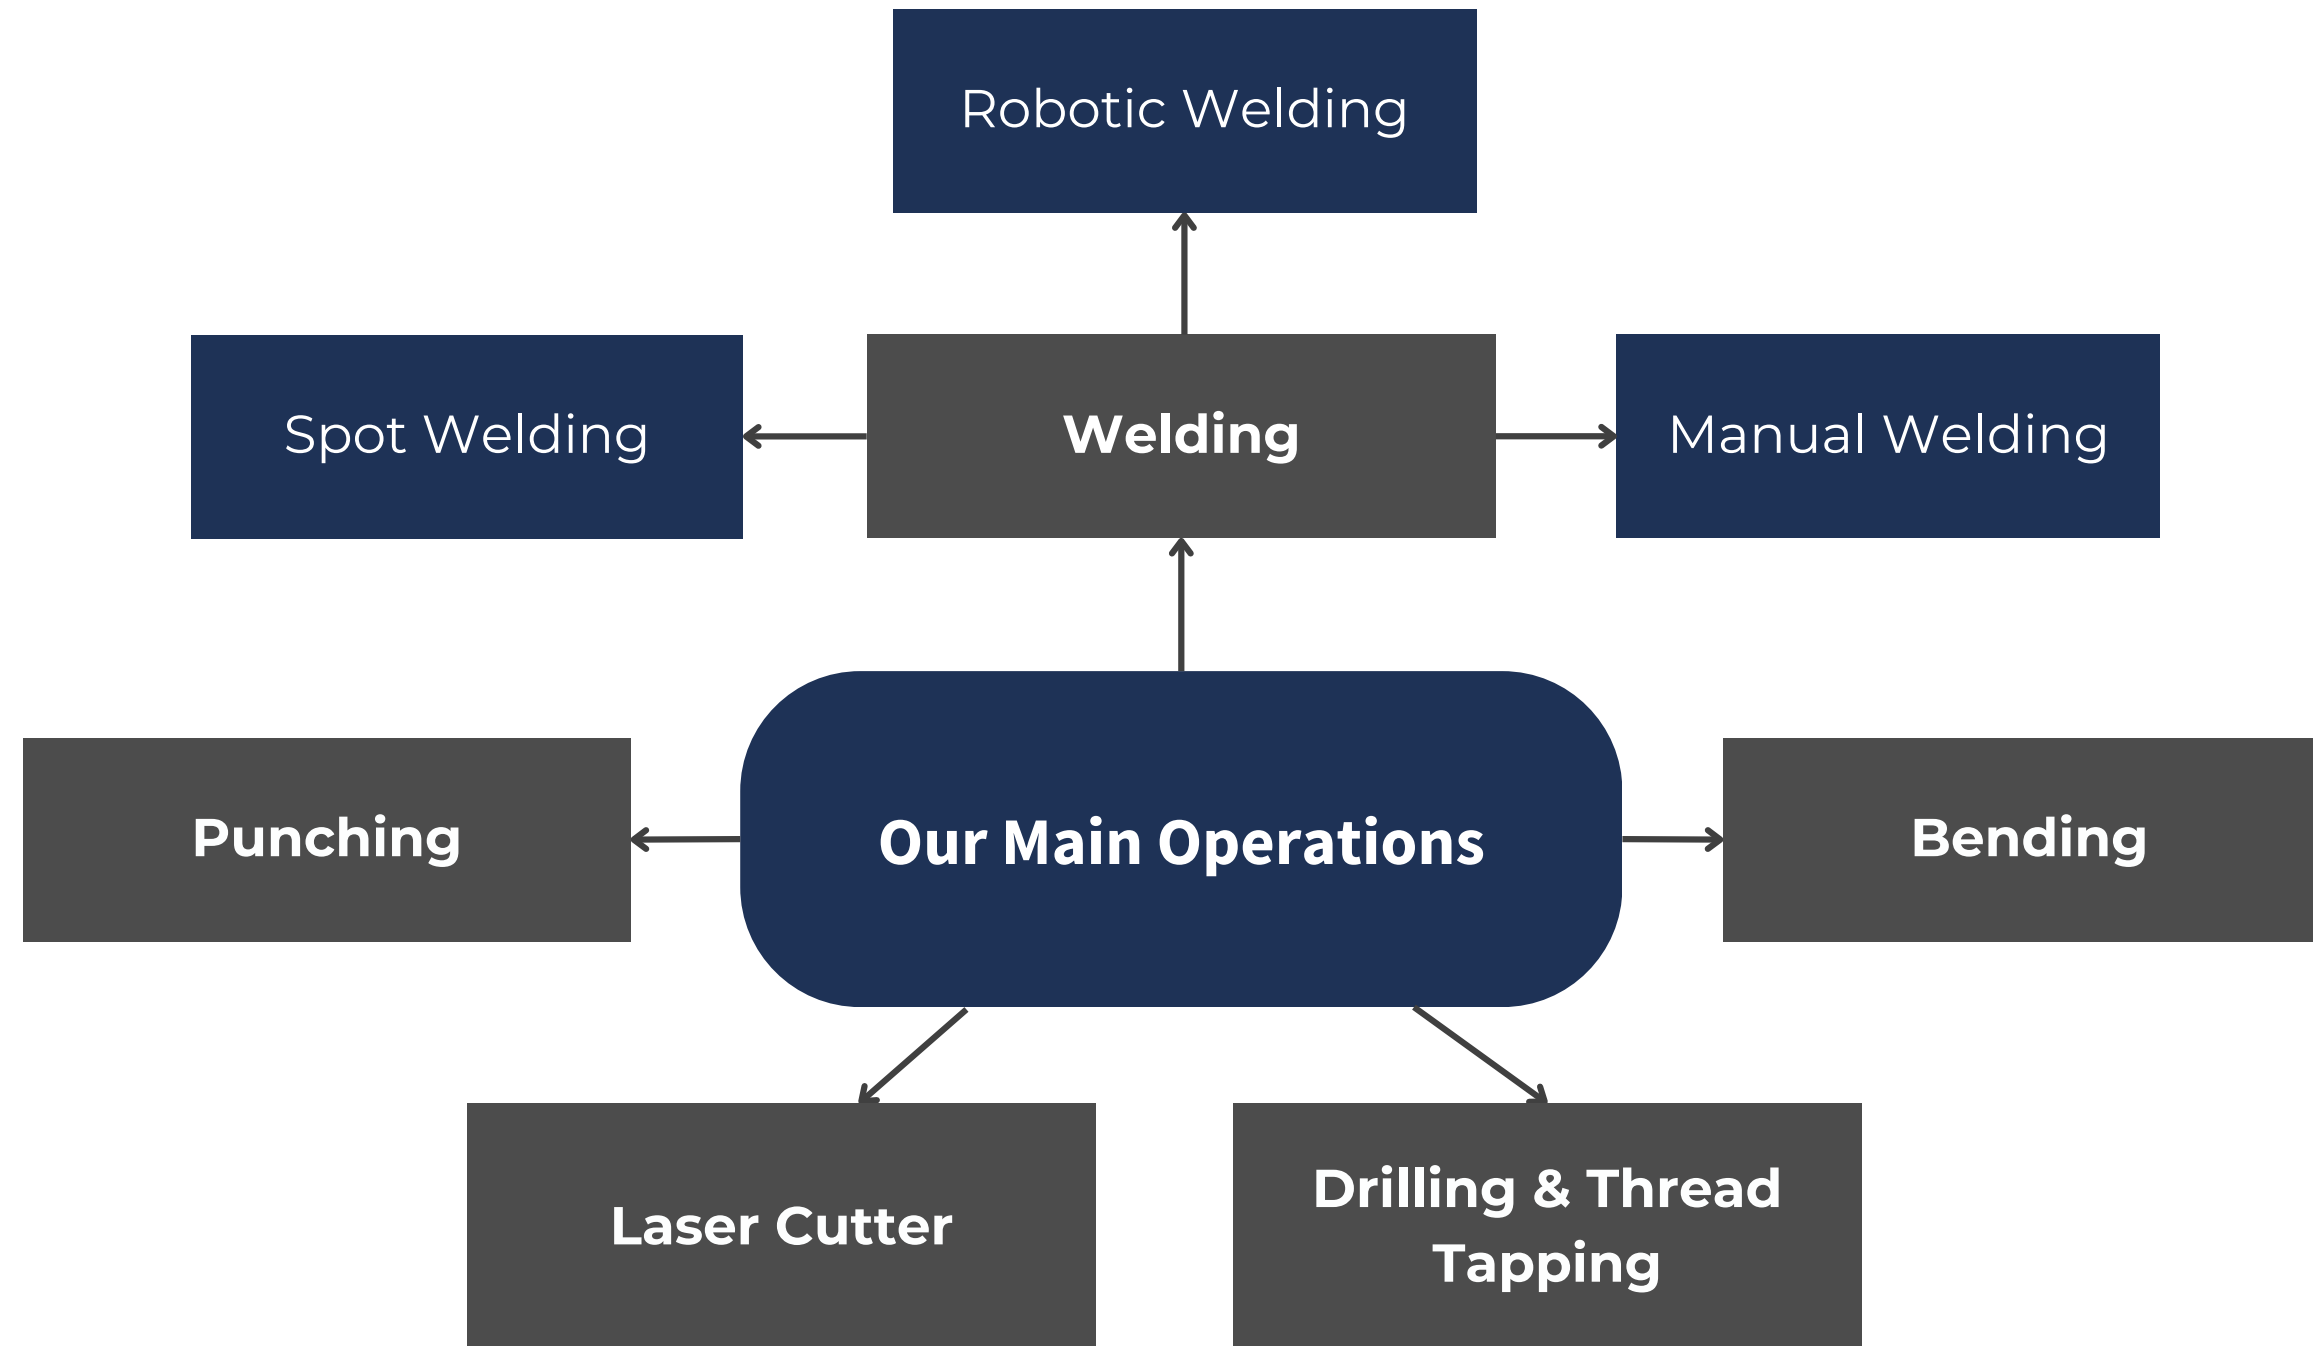 Robotic Welding
Spot Welding
Welding
Manual Welding
Punching
Our Main Operations
Bending
Laser Cutter
Drilling & Thread
Tapping